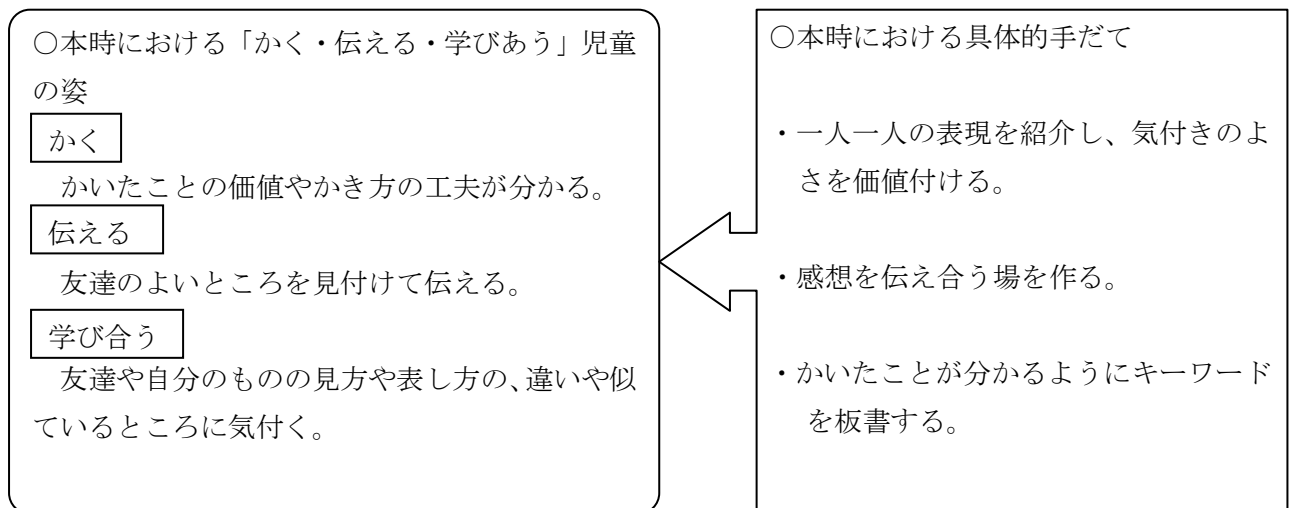 ○本時における「かく・伝える・学びあう」児童
の姿
かく
かいたことの価値やかき方の工夫が分かる。
伝える
友達のよいところを見付けて伝える。
学び合う
友達や自分のものの見方や表し方の、違いや似
ているところに気付く。
○本時における具体的手だて
・一人一人の表現を紹介し、気付きのよ
さを価値付ける。
・感想を伝え合う場を作る。
・かいたことが分かるようにキーワード
を板書する。